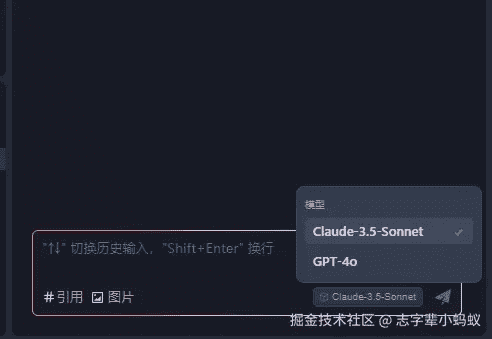 模型
Claude-3.5-Sonnet
GPT-4o
"↑↓" 切换历史输入，"Shift+Enter" 换行
#引用 图片
Claude-3.5-Sonnet
掘金技术社区 @ 志字辈小蚂蚁